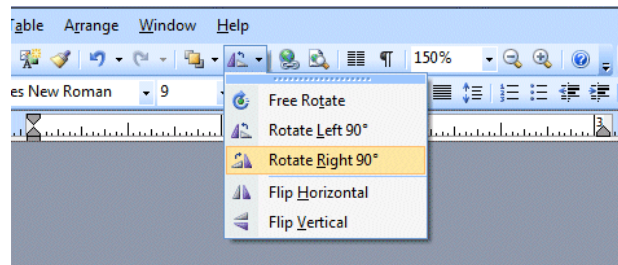 Table Arrange Window Help
150%
es New Roman 9
Free Rotate
Rotate Left 90°
Rotate Right 90°
Flip Horizontal
Flip Vertical
3